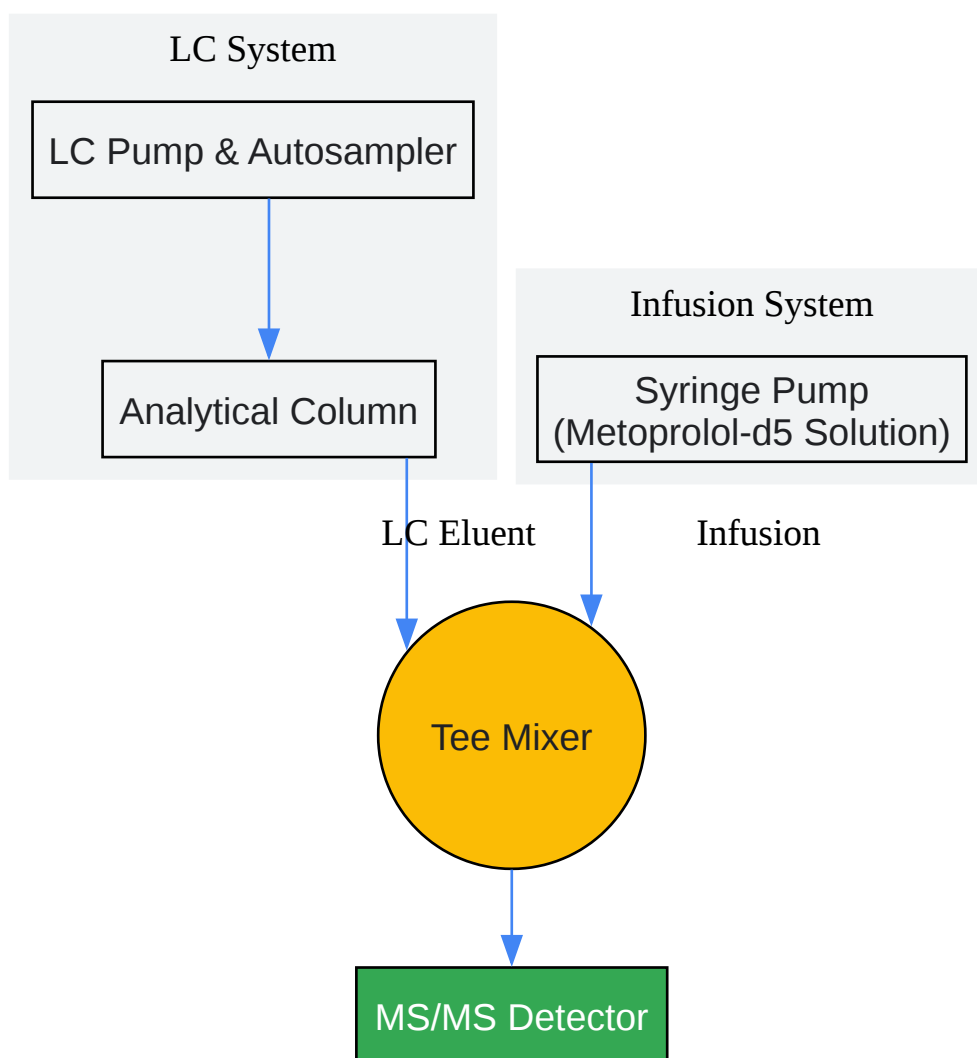 LC System
LC Pump & Autosampler
Analytical Column
Infusion System
Syringe Pump
(Metoprolol-d5 Solution)
LC Eluent
Infusion
Tee Mixer
MS/MS Detector